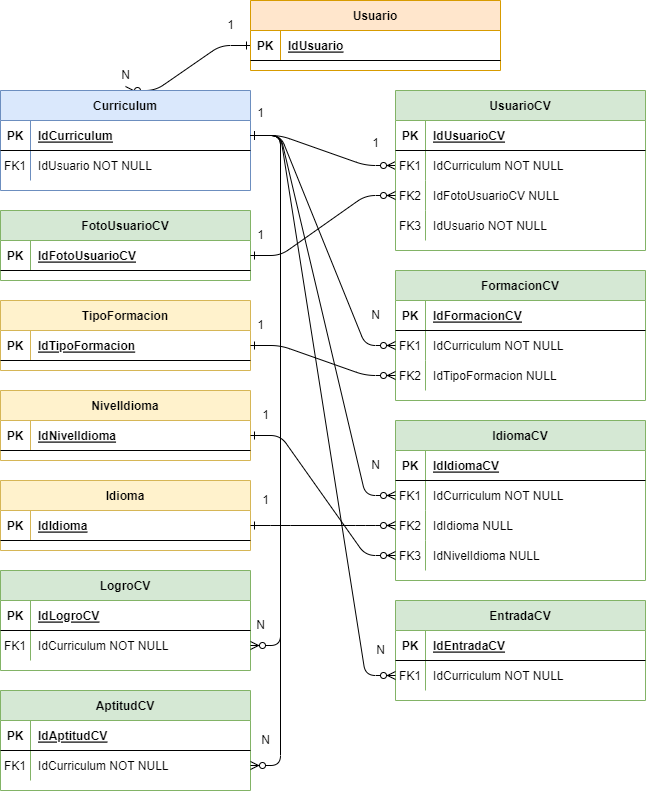 Usuario
1
PK IdUsuario
N
Curriculum
PK IdCurriculum
FK1 IdUsuario NOT NULL
1
UsuarioCV
PK IdUsuarioCV
1
FK1 IdCurriculum NOT NULL
FK2 IdFotoUsuarioCV NULL
FK3 IdUsuario NOT NULL
FotoUsuarioCV
PK IdFotoUsuarioCV
1
FormacionCV
PK IdFormacionCV
N
FK1 IdCurriculum NOT NULL
FK2 IdTipoFormacion NULL
TipoFormacion
PK IdTipoFormacion
1
NivelIdioma
PK IdNivelIdioma
1
IdiomaCV
PK IdIdiomaCV
N
FK1 IdCurriculum NOT NULL
FK2 IdIdioma NULL
FK3 IdNivelIdioma NULL
Idioma
PK IdIdioma
1
LogroCV
PK IdLogroCV
FK1 IdCurriculum NOT NULL
N
EntradaCV
PK IdEntradaCV
N
FK1 IdCurriculum NOT NULL
AptitudCV
PK IdAptitudCV
FK1 IdCurriculum NOT NULL
N